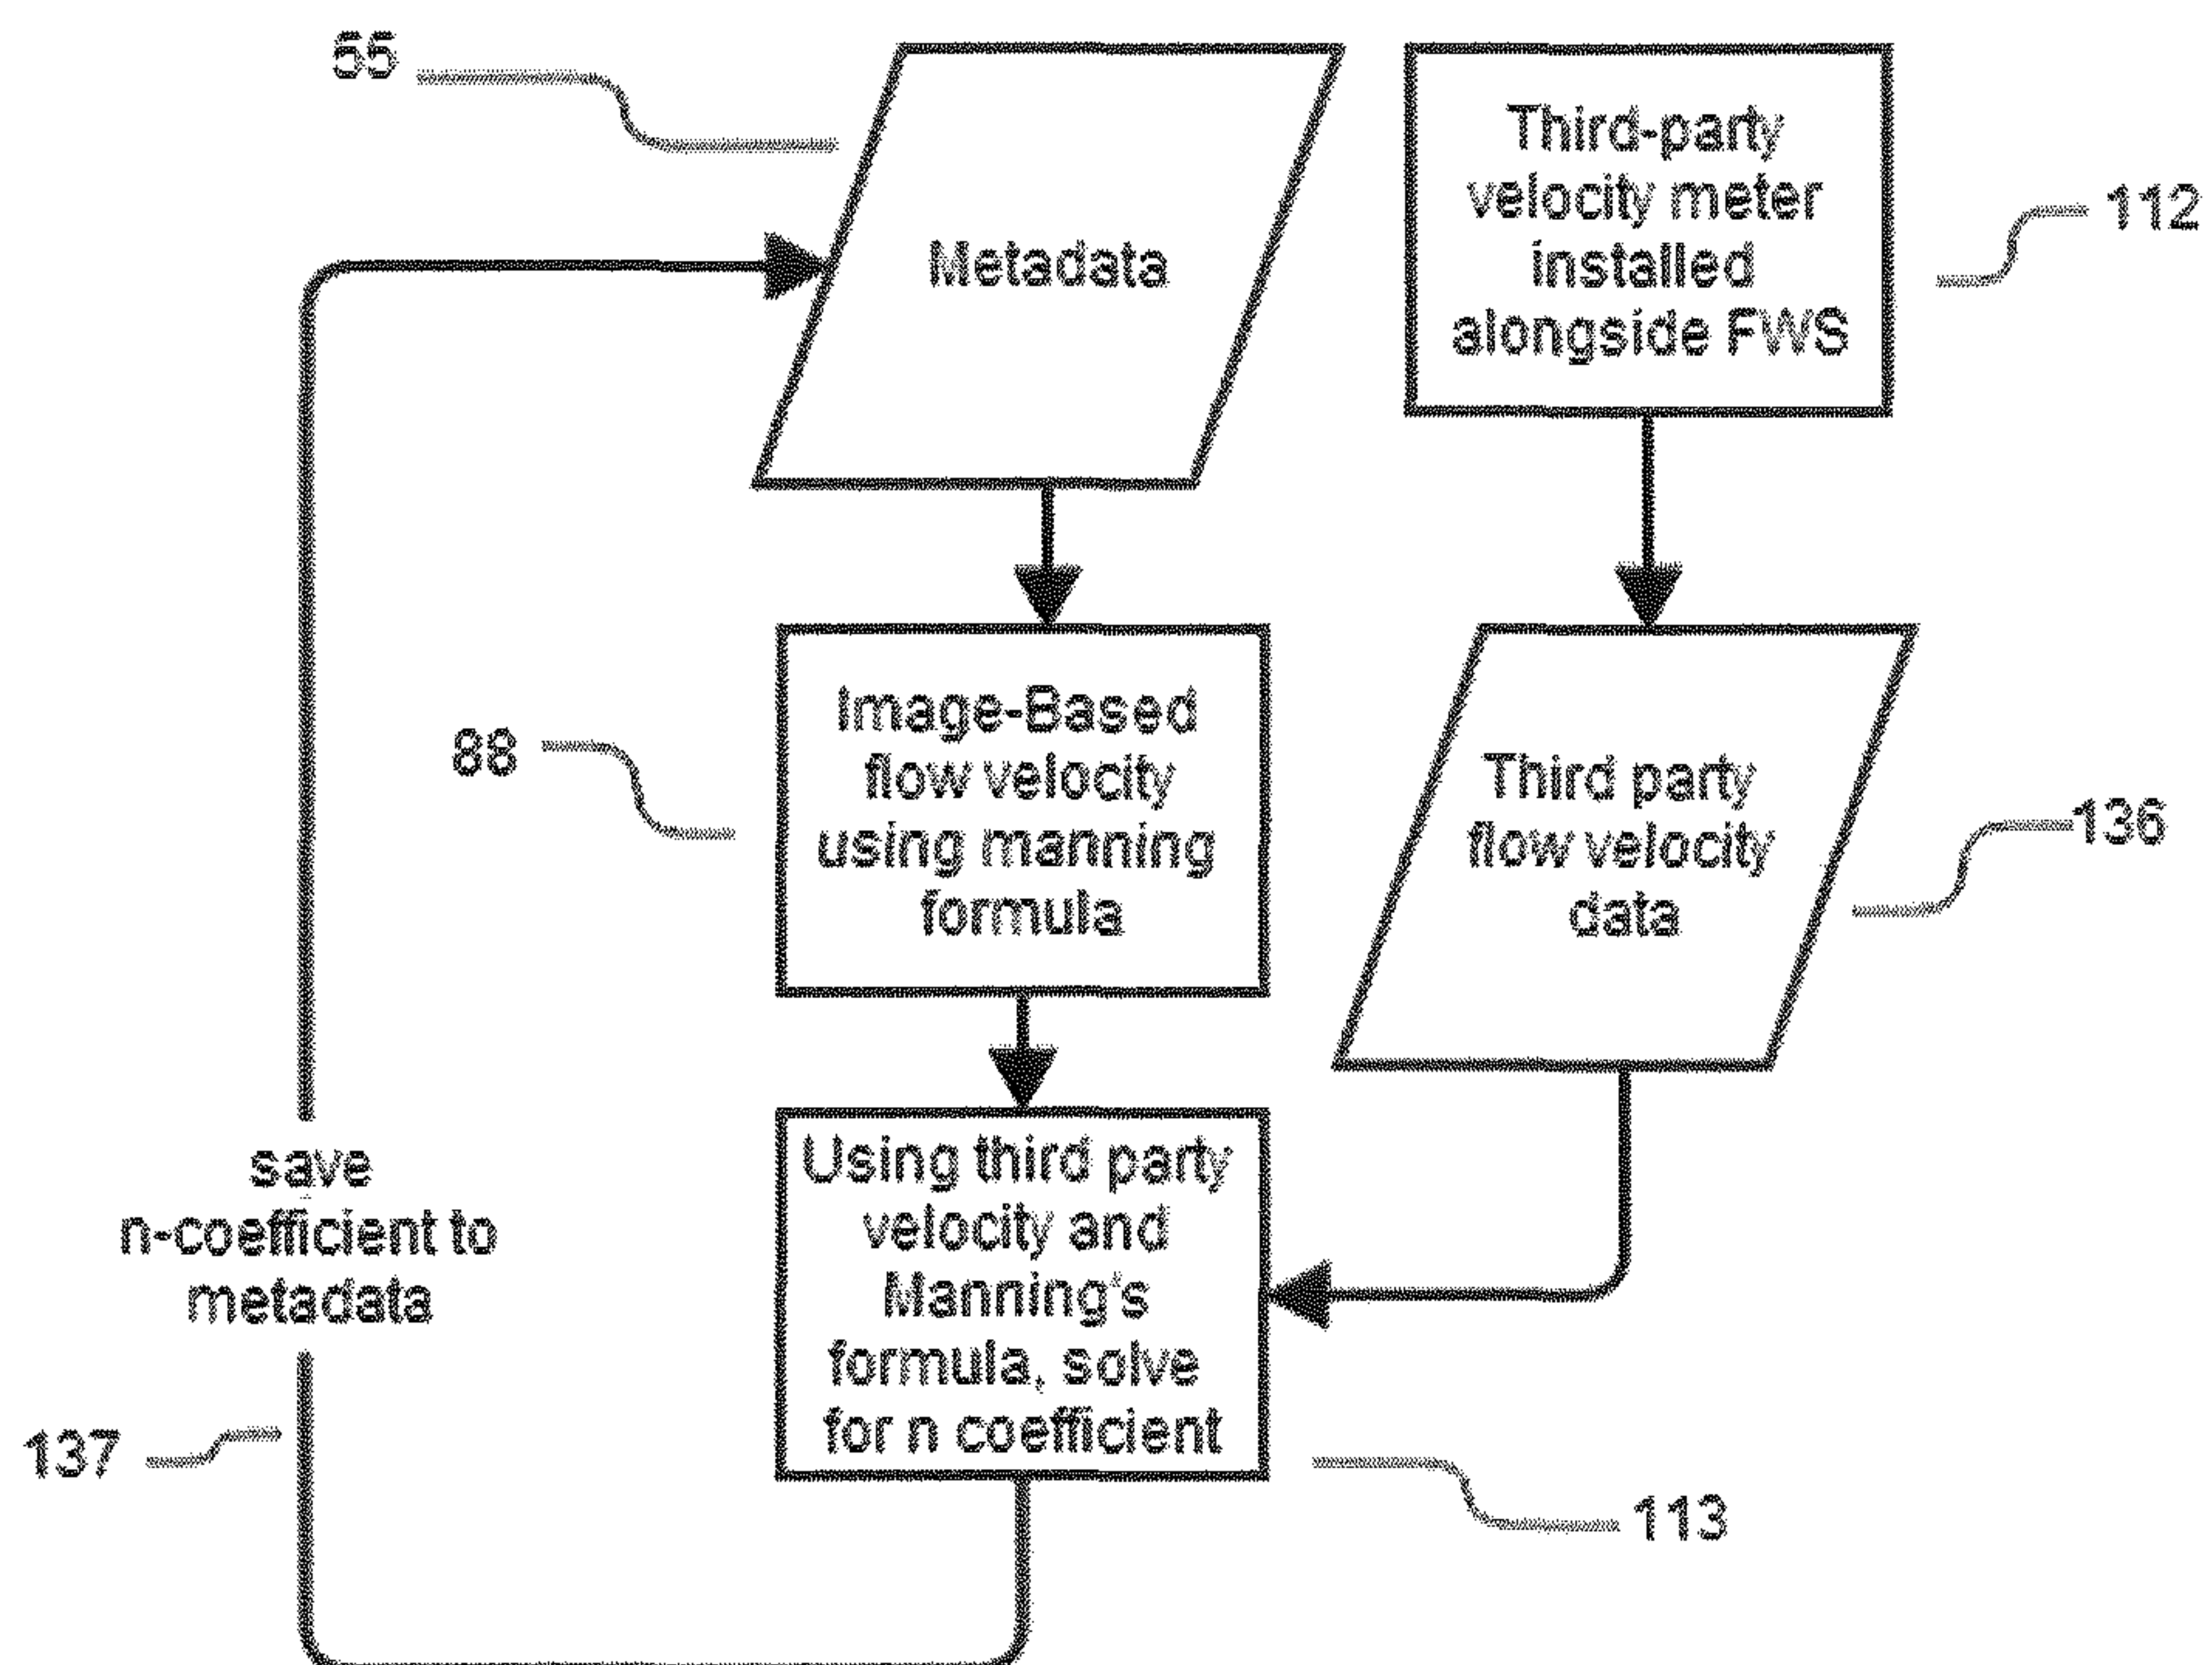 55
Metadata
Third-party
velocity meter
installed
alongside FWS
112
88
Image-Based
flow velocity
using manning
formula
Third party
flow velocity
data
136
Using third party
velocity and
Manning's
formula, solve
for n coefficient
113
save
n-coefficient to
metadata
137